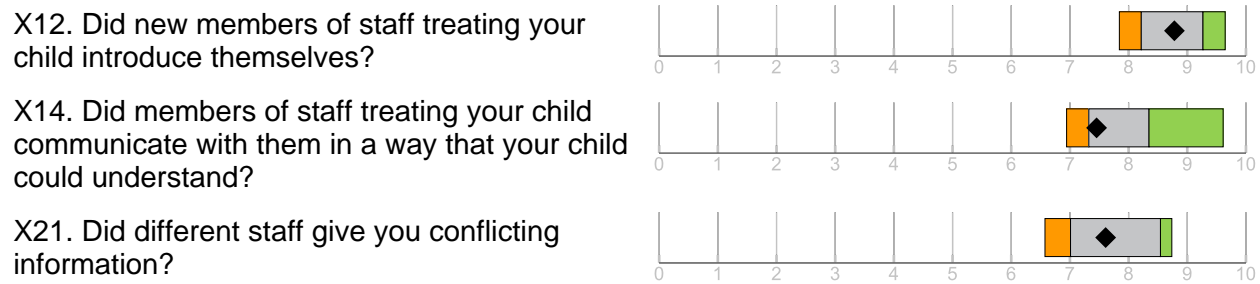 X12. Did new members of staff treating your
child introduce themselves?
0 1 2 3 4 5 6 7 8 9 10
X14. Did members of staff treating your child
communicate with them in a way that your child
could understand?
0 1 2 3 4 5 6 7 8 9 10
X21. Did different staff give you conflicting
information?
0 1 2 3 4 5 6 7 8 9 10